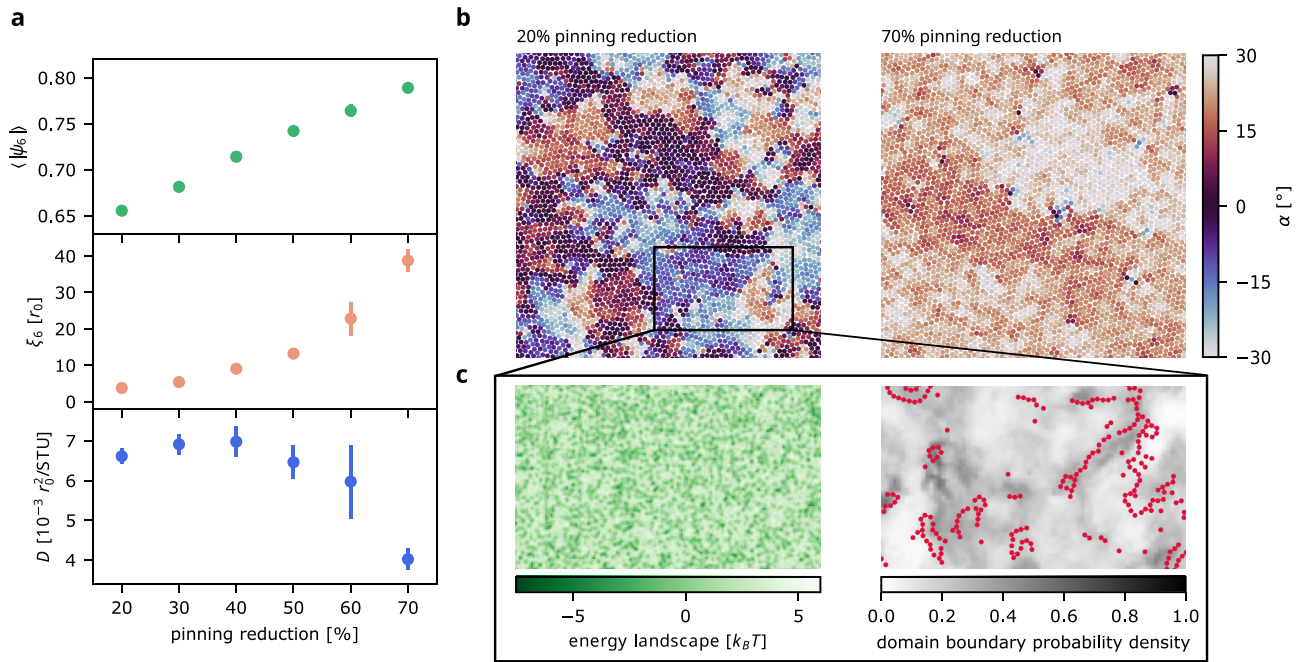 a
0.80
0.75
0.70
0.65
⟨|ψ₆|⟩
40
30
20
10
0
ξ₆ [r₀]
7
6
5
4
D [10⁻³ r₀²/STU]
20 30 40 50 60 70
pinning reduction [%]
b
20% pinning reduction
70% pinning reduction
30
15
0
−15
−30
α [°]
c
−5 0 5
energy landscape [k_BT]
0.0 0.2 0.4 0.6 0.8 1.0
domain boundary probability density